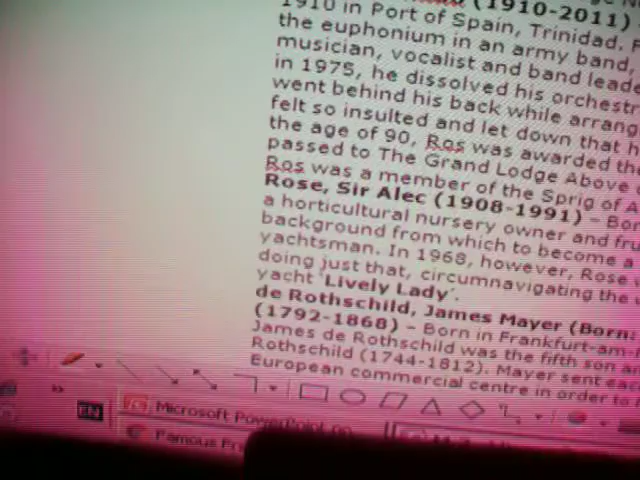 (1910-2011)
1910 in Port of Spain, Trinidad.
the euphonium in an army band,
musician, vocalist and band leade
in 1975, he dissolved his orchestr
went behind his back while arrang
felt so insulted and let down that h
the age of 90, Ros was awarded the
passed to The Grand Lodge Above
Ros was a member of the Sprig of A
Rose, Sir Alec (1908-1991) – Bor
a horticultural nursery owner and fru
background from which to become a
yachtsman. In 1968, however, Rose
doing just that, circumnavigating the
yacht 'Lively Lady'.
de Rothschild, James Mayer (Born:
(1792-1868) – Born in Frankfurt-am-
James de Rothschild was the fifth son a
Rothschild (1744-1812). Mayer sent eac
European commercial centre in order to
EN
Microsoft PowerPoint
Famous Fr